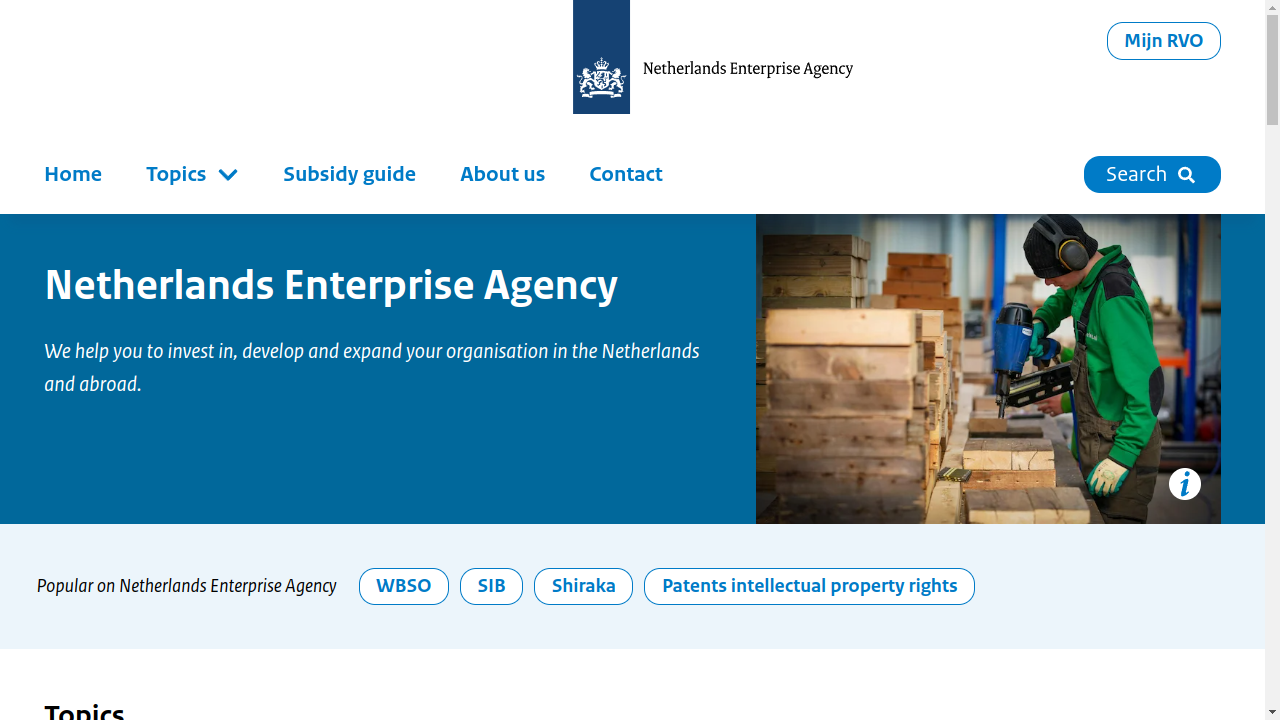 Netherlands Enterprise Agency
Mijn RVO
Home Topics Subsidy guide About us Contact Search
Netherlands Enterprise Agency
We help you to invest in, develop and expand your organisation in the Netherlands
and abroad.
i
Popular on Netherlands Enterprise Agency WBSO SIB Shiraka Patents intellectual property rights
Topics